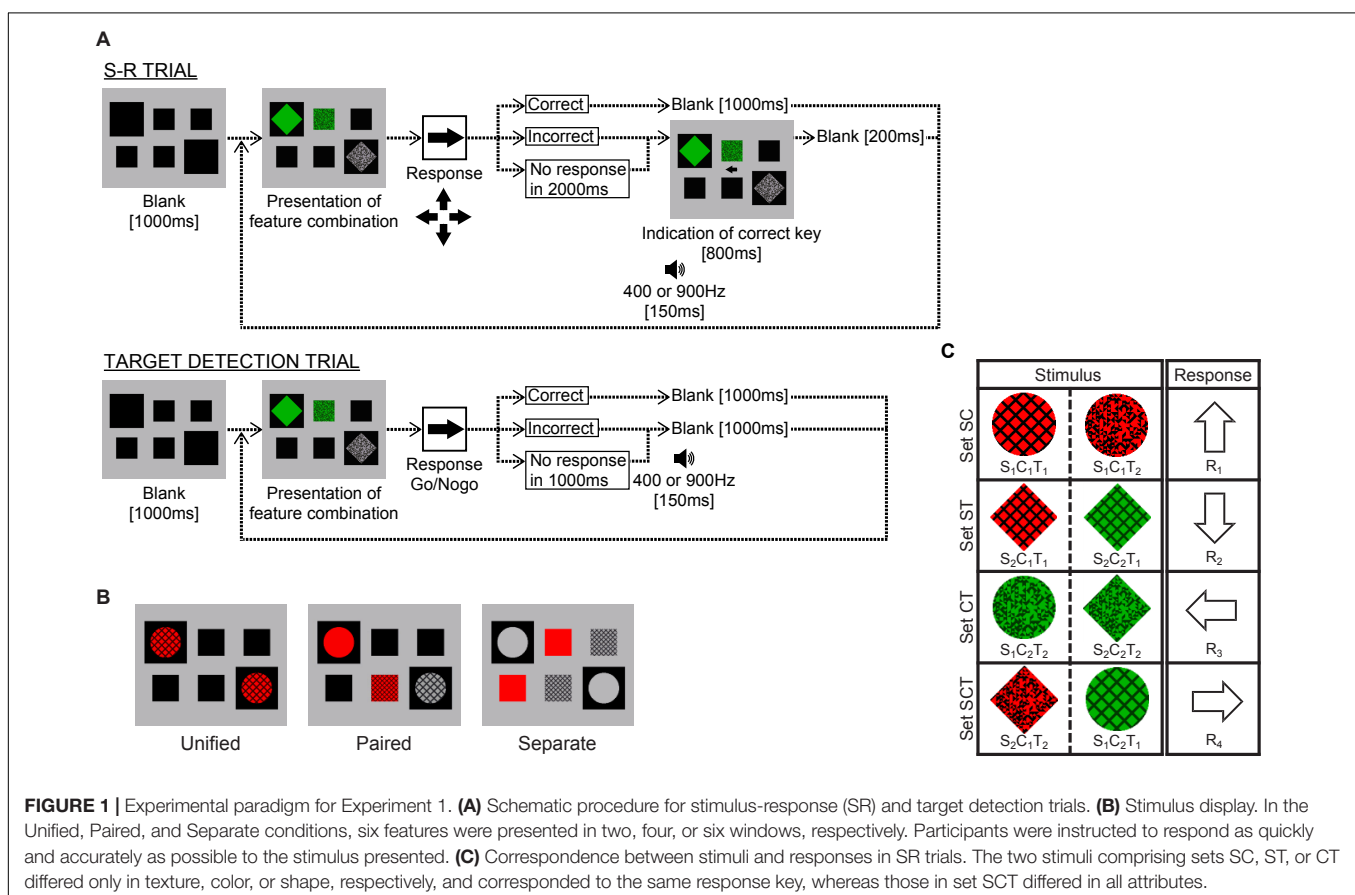 A
S-R TRIAL
Blank
[1000ms]
Presentation of
feature combination
Response
Correct
Incorrect
No response
in 2000ms
Blank [1000ms]
Blank [200ms]
Indication of correct key
[800ms]
400 or 900Hz
[150ms]
TARGET DETECTION TRIAL
Blank
[1000ms]
Presentation of
feature combination
Response
Go/Nogo
Correct
Incorrect
No response
in 1000ms
Blank [1000ms]
Blank [1000ms]
400 or 900Hz
[150ms]
B
Unified Paired Separate
C
Stimulus Response
Set SC
S₁C₁T₁ S₁C₁T₂ R₁
Set ST
S₂C₁T₁ S₂C₂T₁ R₂
Set CT
S₁C₂T₂ S₂C₂T₂ R₃
Set SCT
S₂C₁T₂ S₁C₂T₁ R₄
FIGURE 1 | Experimental paradigm for Experiment 1. (A) Schematic procedure for stimulus-response (SR) and target detection trials. (B) Stimulus display. In the
Unified, Paired, and Separate conditions, six features were presented in two, four, or six windows, respectively. Participants were instructed to respond as quickly
and accurately as possible to the stimulus presented. (C) Correspondence between stimuli and responses in SR trials. The two stimuli comprising sets SC, ST, or CT
differed only in texture, color, or shape, respectively, and corresponded to the same response key, whereas those in set SCT differed in all attributes.